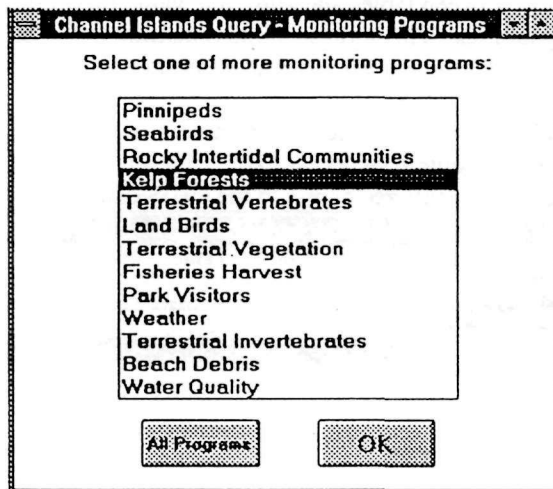 Channel Islands Query - Monitoring Programs
Select one of more monitoring programs:
Pinnipeds
Seabirds
Rocky Intertidal Communities
Kelp Forests
Terrestrial Vertebrates
Land Birds
Terrestrial Vegetation
Fisheries Harvest
Park Visitors
Weather
Terrestrial Invertebrates
Beach Debris
Water Quality
All Programs
OK